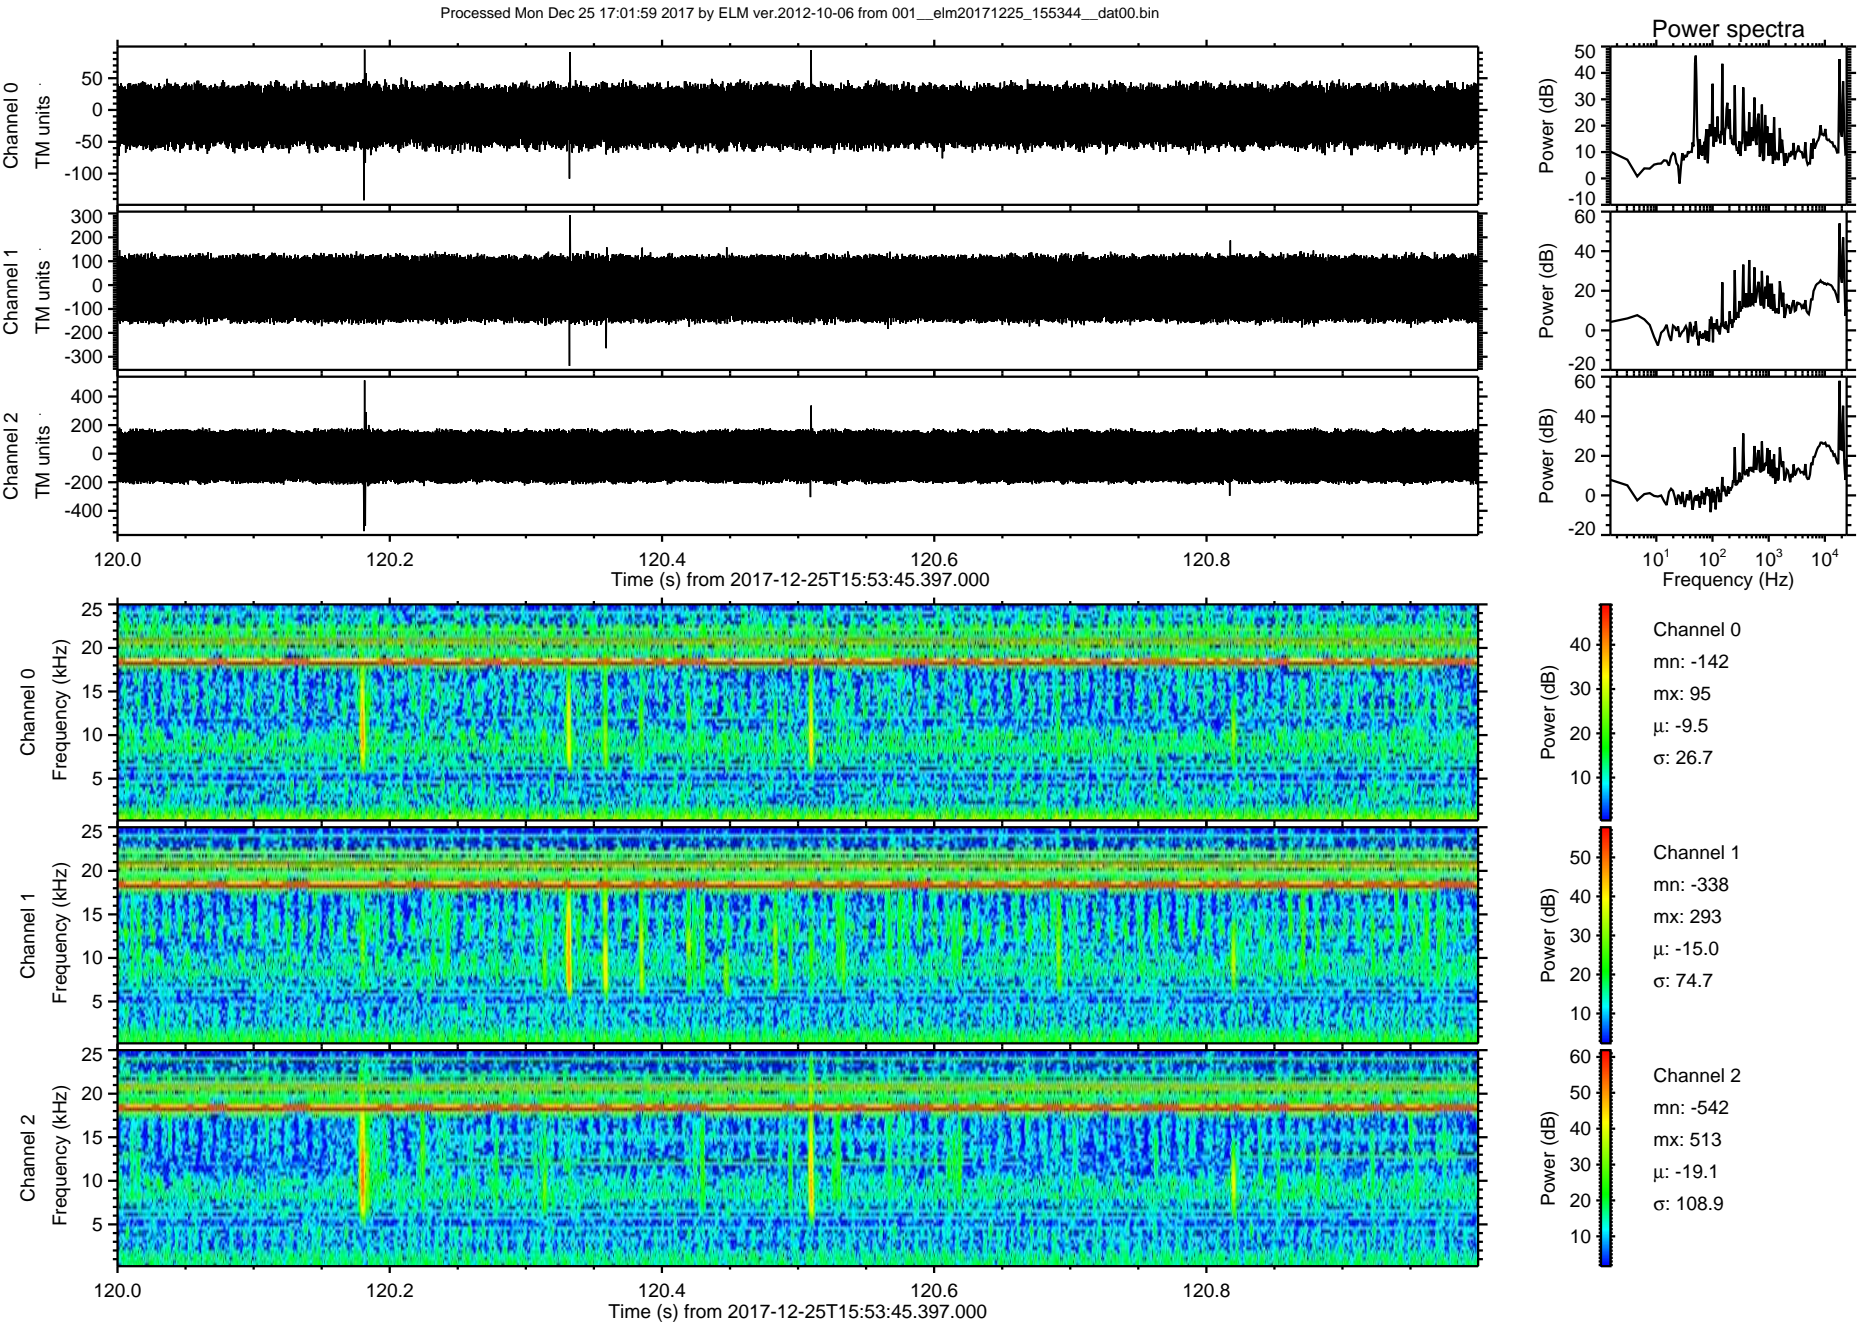 Processed Mon Dec 25 17:01:59 2017 by ELM ver.2012-10-06 from 001__elm20171225_155344__dat00.bin
Power spectra
Channel 0
TM units
50
0
-50
-100
Power (dB)
50
40
30
20
10
0
-10
Channel 1
TM units
300
200
100
0
-100
-200
-300
Power (dB)
60
40
20
0
-20
Channel 2
TM units
400
200
0
-200
-400
Power (dB)
60
40
20
0
-20
120.0 120.2 120.4 120.6 120.8
Time (s) from 2017-12-25T15:53:45.397.000
10^1 10^2 10^3 10^4
Frequency (Hz)
Channel 0
Frequency (kHz)
25
20
15
10
5
Power (dB)
40
30
20
10
Channel 0
mn: -142
mx: 95
μ: -9.5
σ: 26.7
Channel 1
Frequency (kHz)
25
20
15
10
5
Power (dB)
50
40
30
20
10
Channel 1
mn: -338
mx: 293
μ: -15.0
σ: 74.7
Channel 2
Frequency (kHz)
25
20
15
10
5
Power (dB)
60
50
40
30
20
10
Channel 2
mn: -542
mx: 513
μ: -19.1
σ: 108.9
120.0 120.2 120.4 120.6 120.8
Time (s) from 2017-12-25T15:53:45.397.000